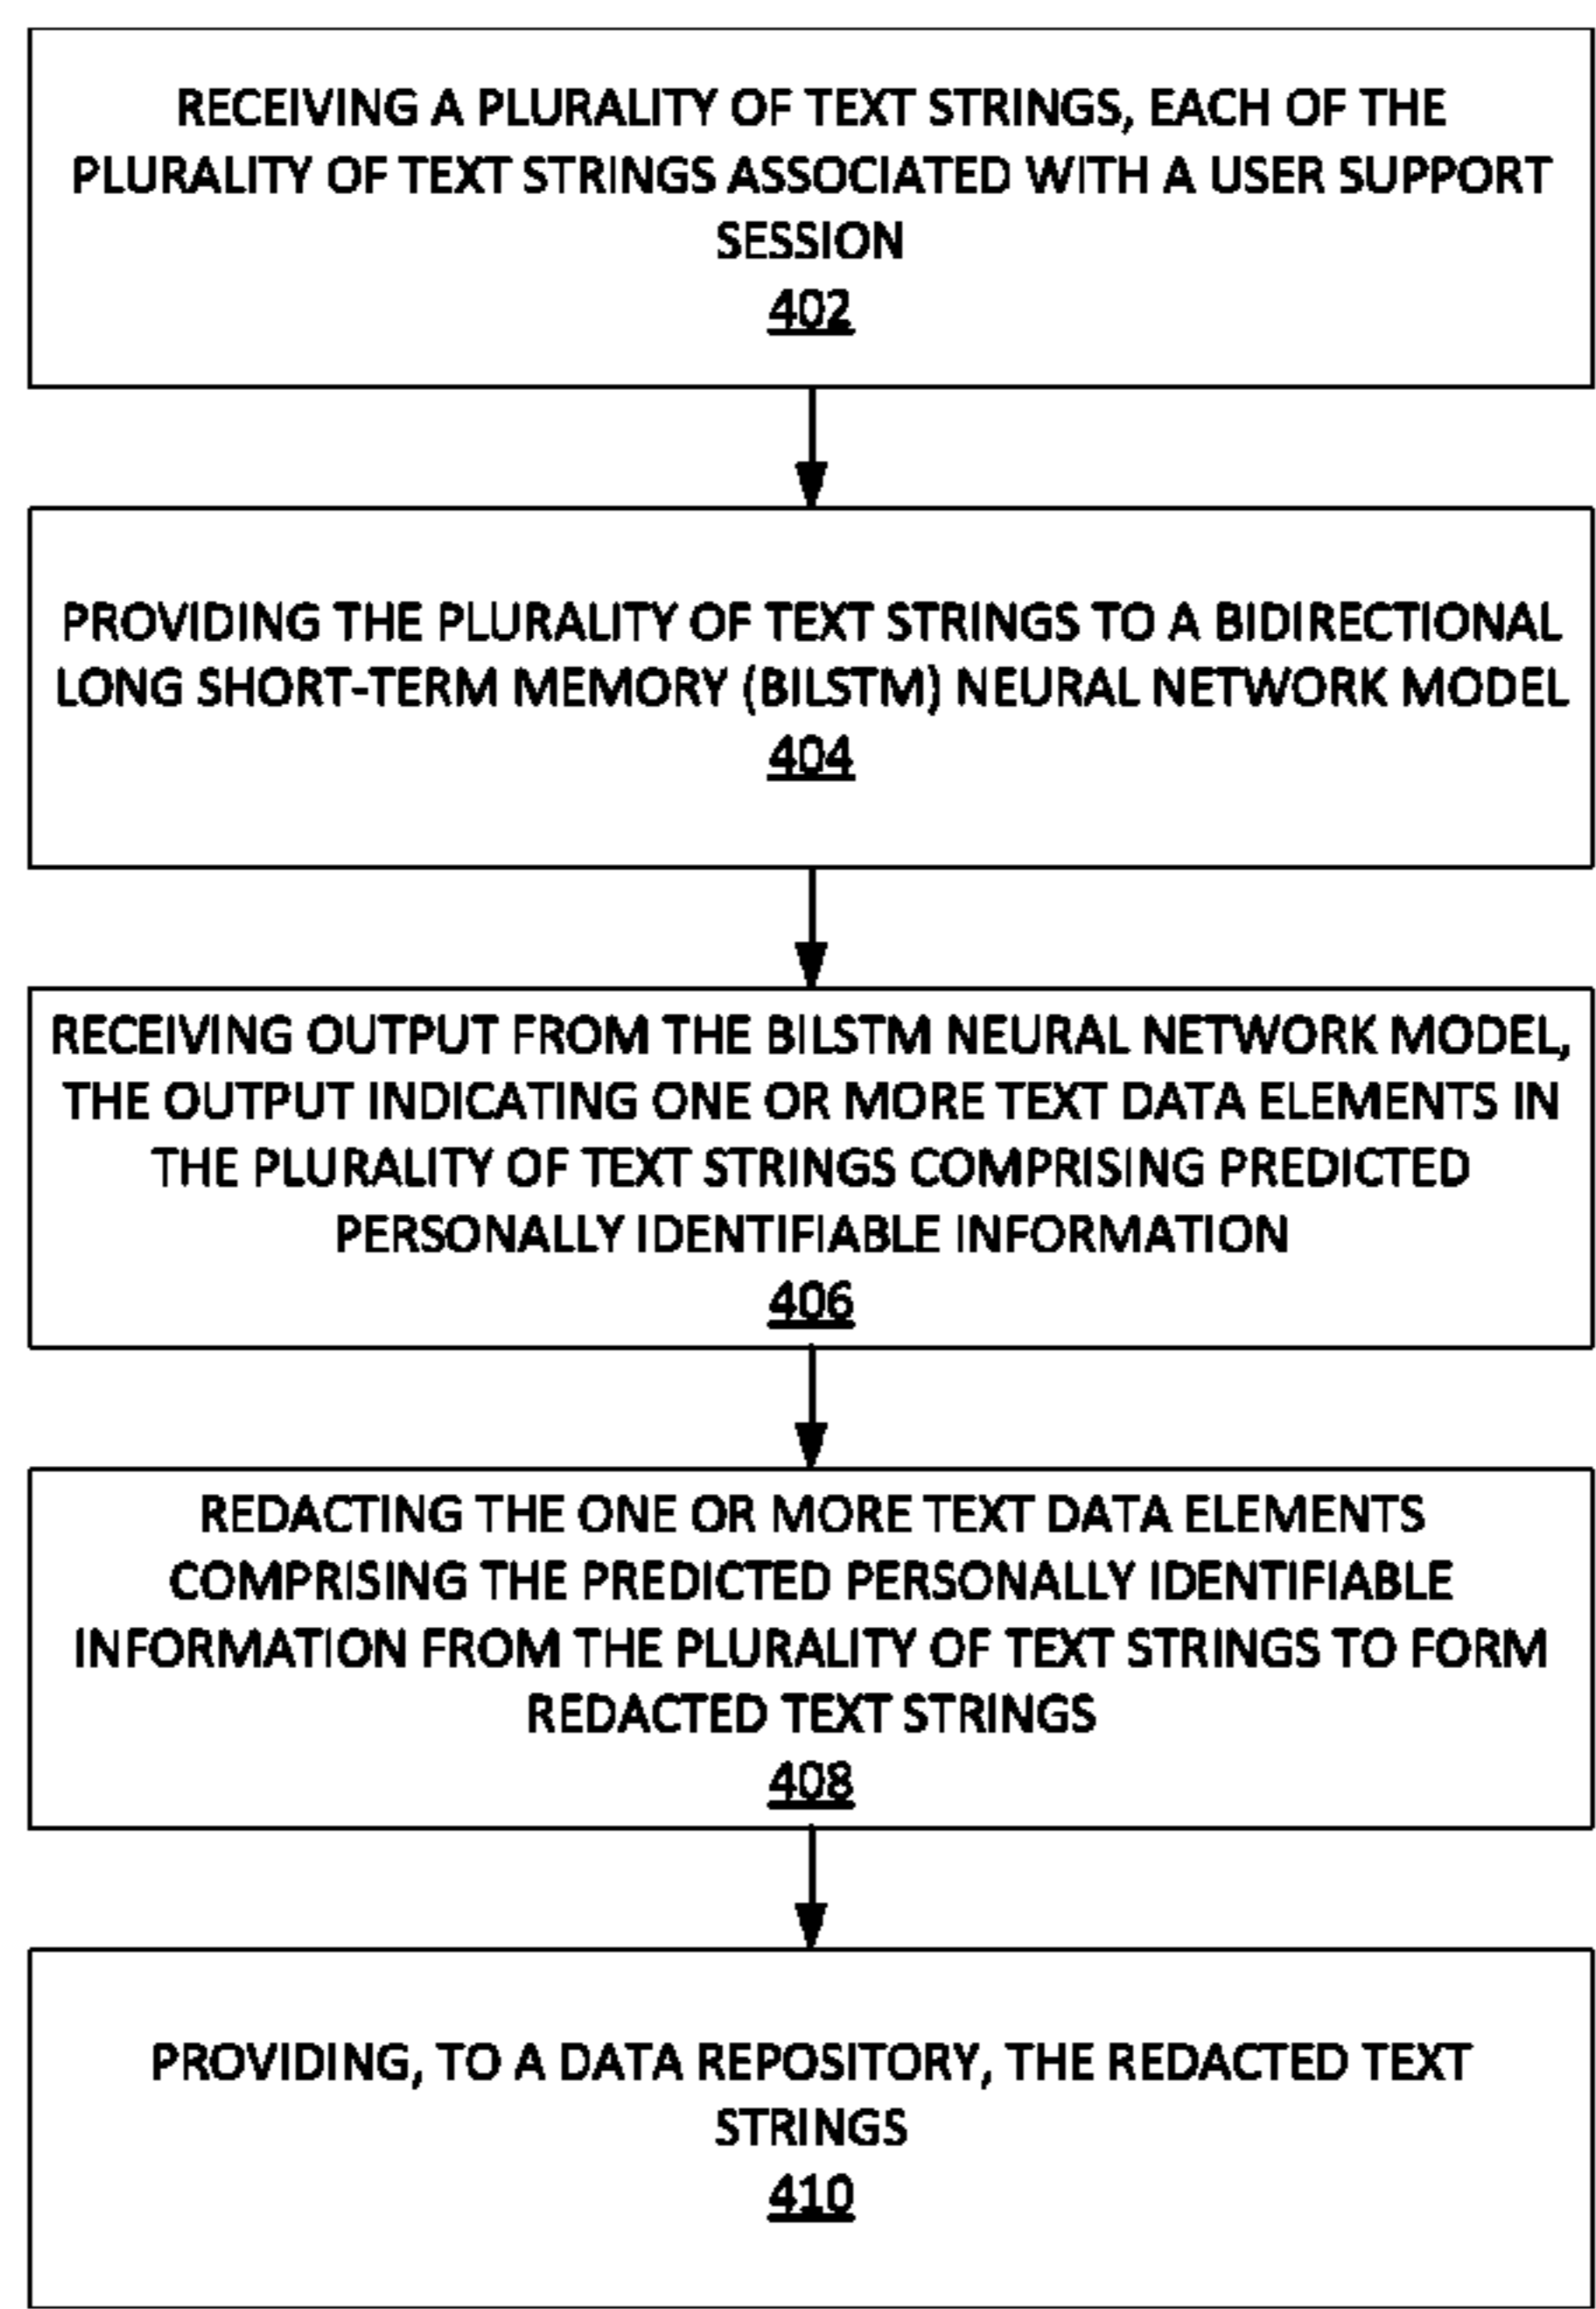 RECEIVING A PLURALITY OF TEXT STRINGS, EACH OF THE
PLURALITY OF TEXT STRINGS ASSOCIATED WITH A USER SUPPORT
SESSION
402
PROVIDING THE PLURALITY OF TEXT STRINGS TO A BIDIRECTIONAL
LONG SHORT-TERM MEMORY (BILSTM) NEURAL NETWORK MODEL
404
RECEIVING OUTPUT FROM THE BILSTM NEURAL NETWORK MODEL,
THE OUTPUT INDICATING ONE OR MORE TEXT DATA ELEMENTS IN
THE PLURALITY OF TEXT STRINGS COMPRISING PREDICTED
PERSONALLY IDENTIFIABLE INFORMATION
406
REDACTING THE ONE OR MORE TEXT DATA ELEMENTS
COMPRISING THE PREDICTED PERSONALLY IDENTIFIABLE
INFORMATION FROM THE PLURALITY OF TEXT STRINGS TO FORM
REDACTED TEXT STRINGS
408
PROVIDING, TO A DATA REPOSITORY, THE REDACTED TEXT
STRINGS
410